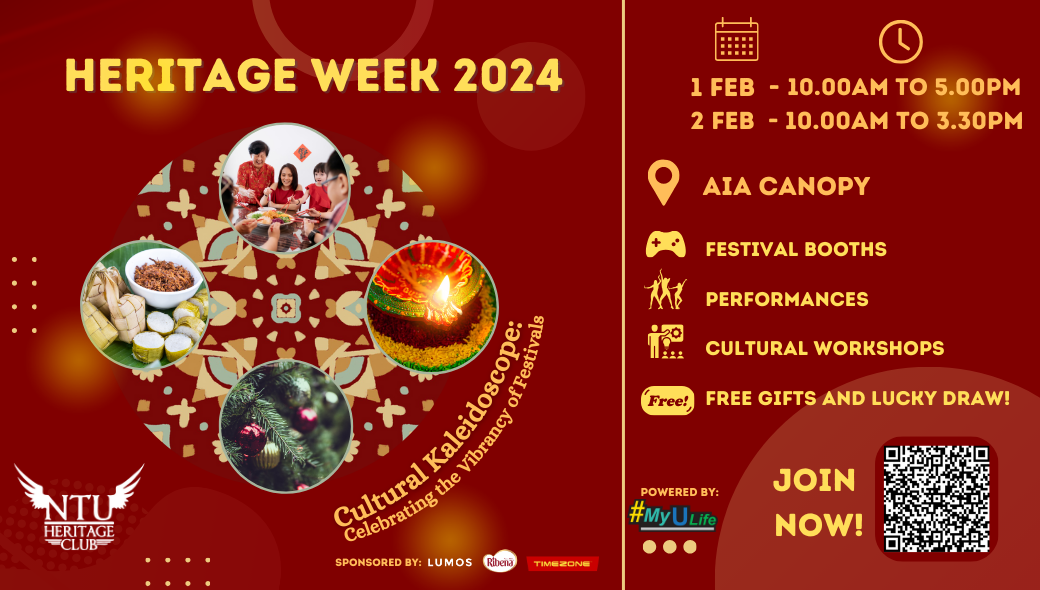 HERITAGE WEEK 2024
Cultural Kaleidoscope:
Celebrating the Vibrancy of Festivals
NTU
HERITAGE
CLUB
SPONSORED BY: LUMOS Ribena TIMEZONE
1 FEB - 10.00AM TO 5.00PM
2 FEB - 10.00AM TO 3.30PM
AIA CANOPY
FESTIVAL BOOTHS
PERFORMANCES
CULTURAL WORKSHOPS
Free! FREE GIFTS AND LUCKY DRAW!
JOIN
NOW!
POWERED BY:
#MyULife